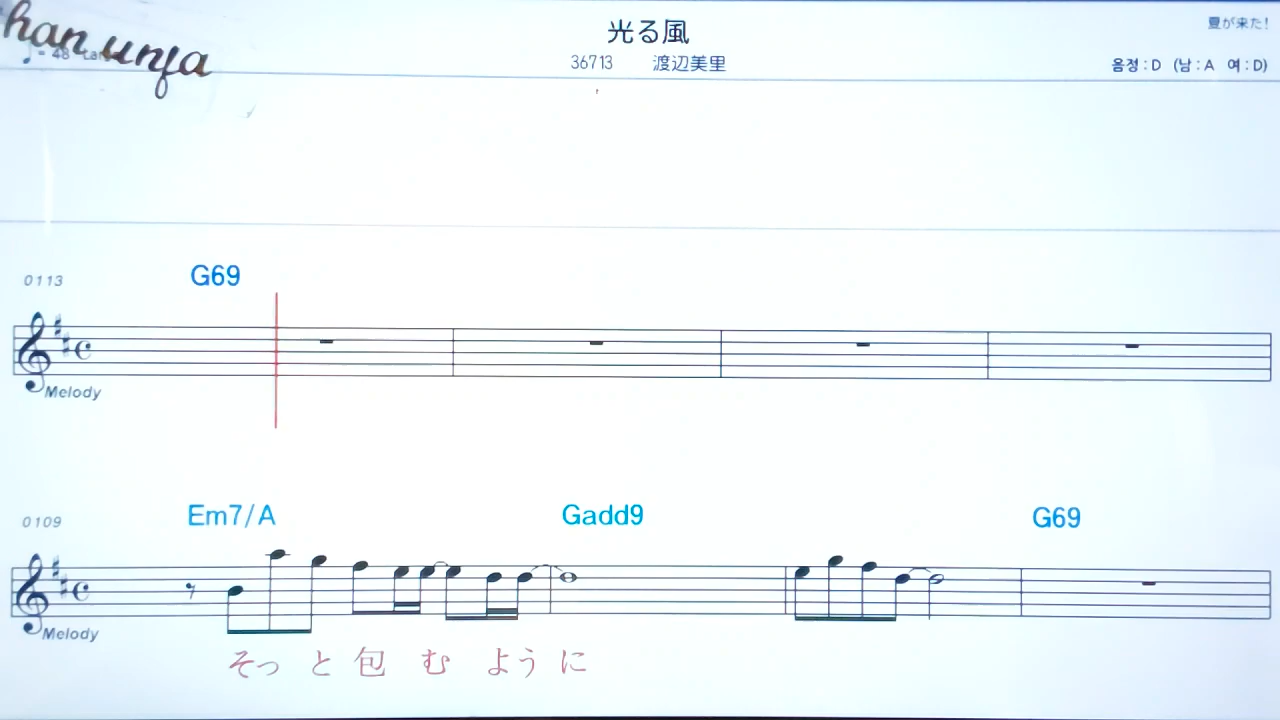 光る風
夏が来た!
han unja
36713 渡辺美里
음정 : D (남 : A 여 : D)
0113
G69
Melody
0109
Em7/A Gadd9 G69
Melody
そっ と 包 む よう に